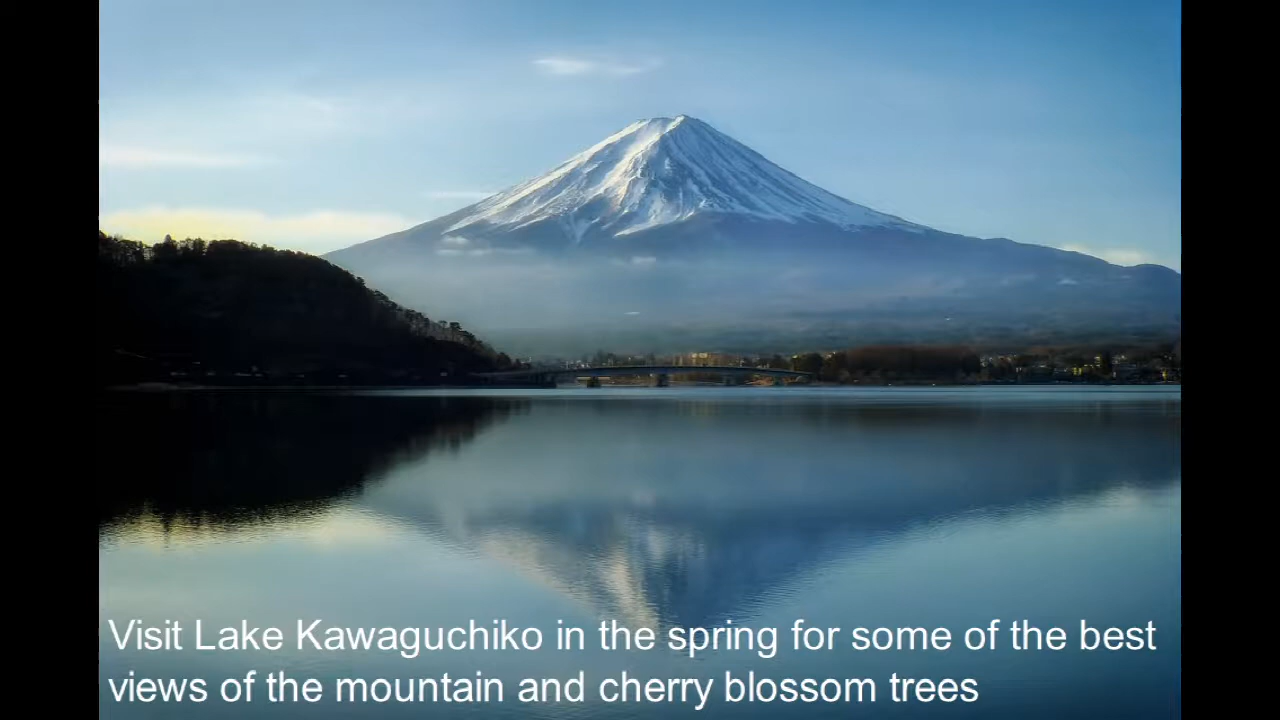 Visit Lake Kawaguchiko in the spring for some of the best
views of the mountain and cherry blossom trees